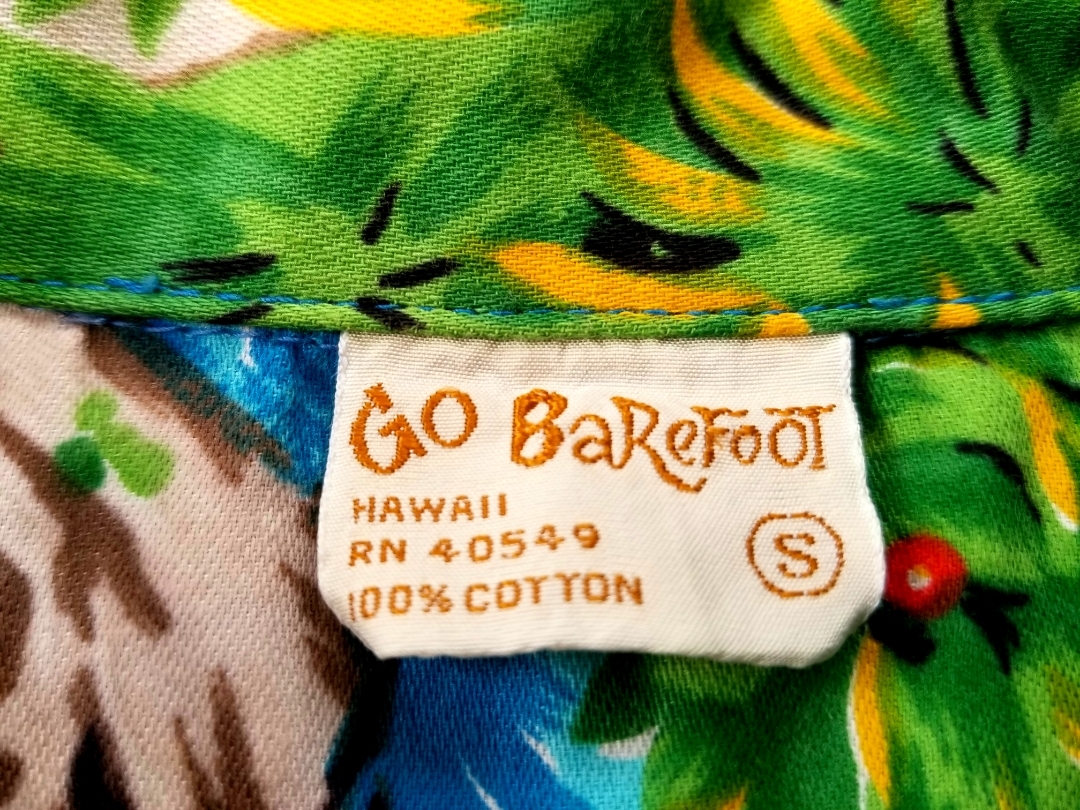 GO BAREFOOT
HAWAII
RN 40549
100% COTTON
S